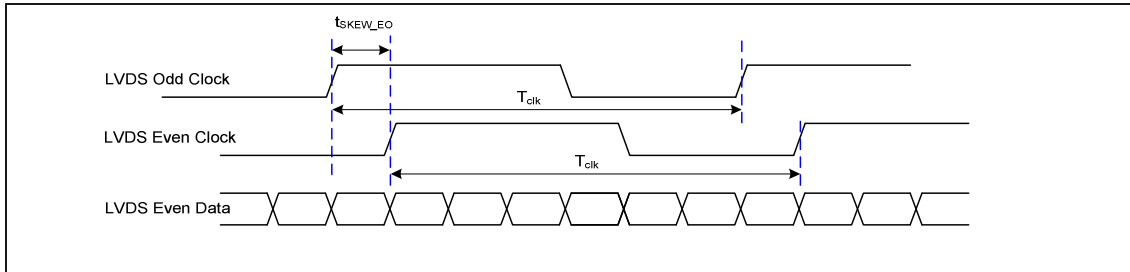 tSKEW_EO
LVDS Odd Clock
Tclk
LVDS Even Clock
Tclk
LVDS Even Data